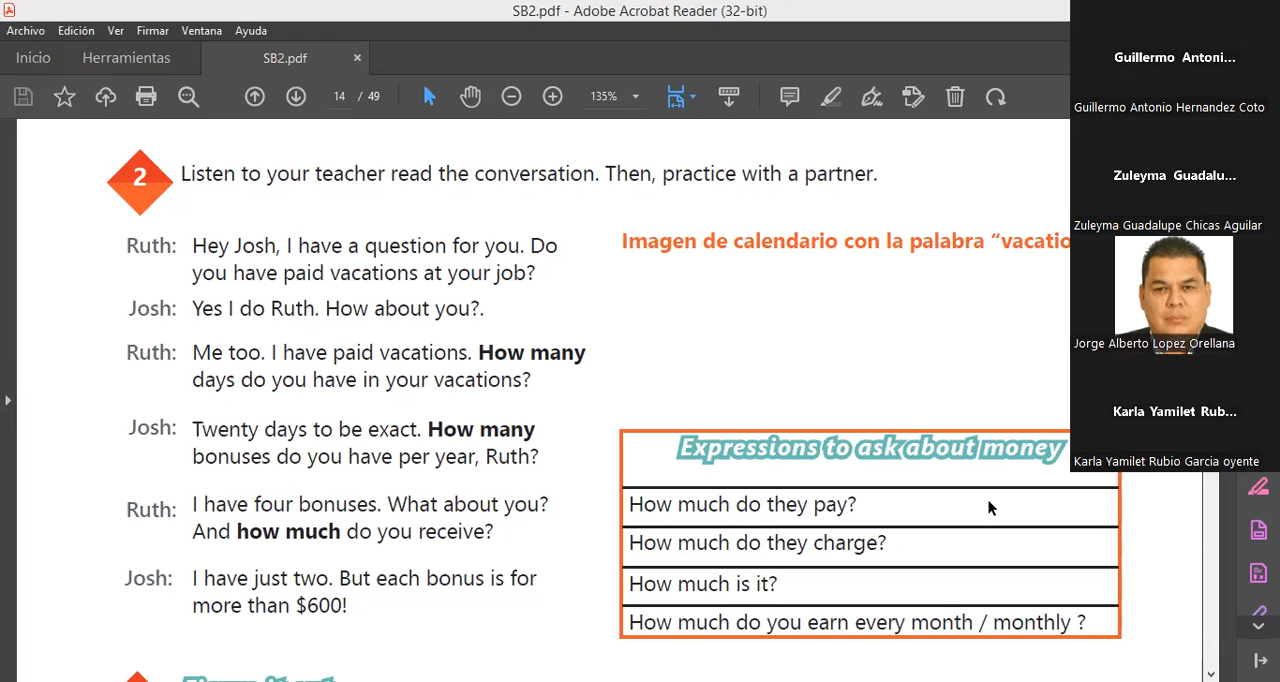 SB2.pdf - Adobe Acrobat Reader (32-bit)
Archivo Edición Ver Firmar Ventana Ayuda
Inicio Herramientas SB2.pdf ×
14 / 49 135%
2 Listen to your teacher read the conversation. Then, practice with a partner.
Ruth: Hey Josh, I have a question for you. Do
you have paid vacations at your job?
Josh: Yes I do Ruth. How about you?.
Ruth: Me too. I have paid vacations. How many
days do you have in your vacations?
Josh: Twenty days to be exact. How many
bonuses do you have per year, Ruth?
Ruth: I have four bonuses. What about you?
And how much do you receive?
Josh: I have just two. But each bonus is for
more than $600!
Imagen de calendario con la palabra “vacatio
Expressions to ask about money
How much do they pay?
How much do they charge?
How much is it?
How much do you earn every month / monthly ?
Guillermo Antoni...
Guillermo Antonio Hernandez Coto
Zuleyma Guadalu...
Zuleyma Guadalupe Chicas Aguilar
Jorge Alberto Lopez Orellana
Karla Yamilet Rub...
Karla Yamilet Rubio Garcia oyente